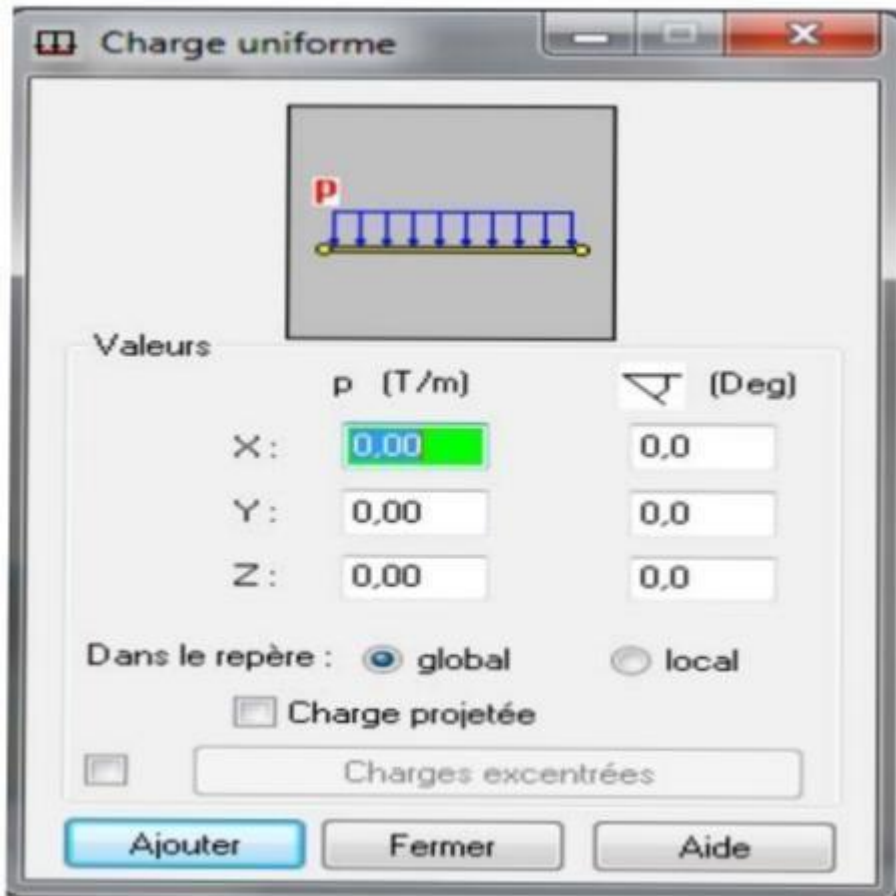 Charge uniforme
p
Valeurs
p (T/m) (Deg)
X : 0,00 0,0
Y : 0,00 0,0
Z : 0,00 0,0
Dans le repère : global local
Charge projetée
Charges excentrées
Ajouter Fermer Aide